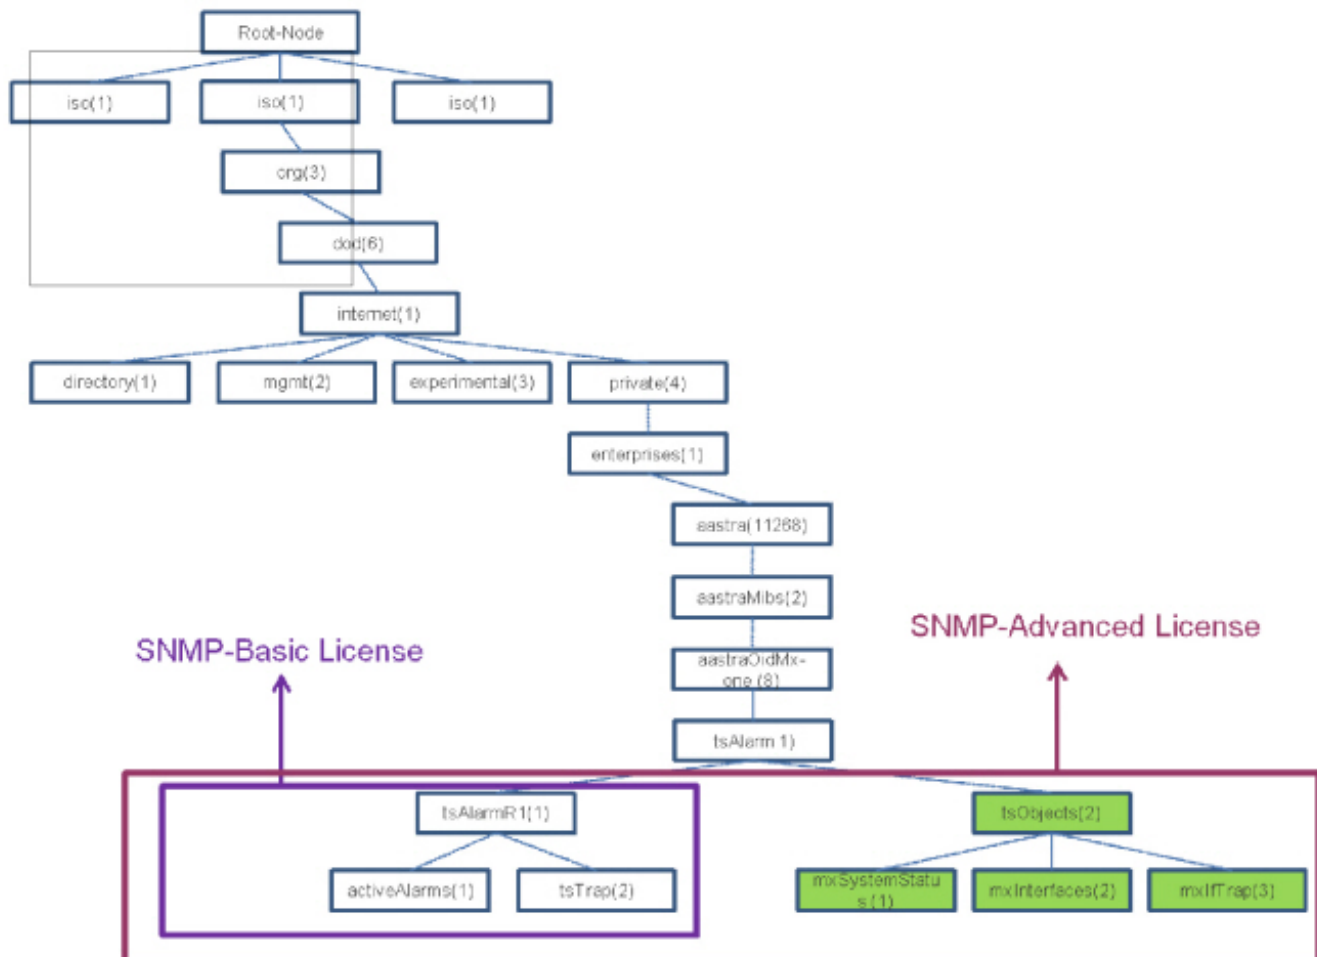 Root-Node
iso(1)
iso(1)
iso(1)
org(3)
dod(6)
internet(1)
directory(1)
mgmt(2)
experimental(3)
private(4)
enterprises(1)
aastra(11268)
aastraMibs(2)
SNMP-Advanced License
SNMP-Basic License
aastraOidMx-
one (8)
tsAlarm 1)
tsAlarmR1(1)
tsObjects(2)
activeAlarms(1)
tsTrap(2)
mxSystemStatu
s (1)
mxInterfaces(2)
mxIfTrap(3)